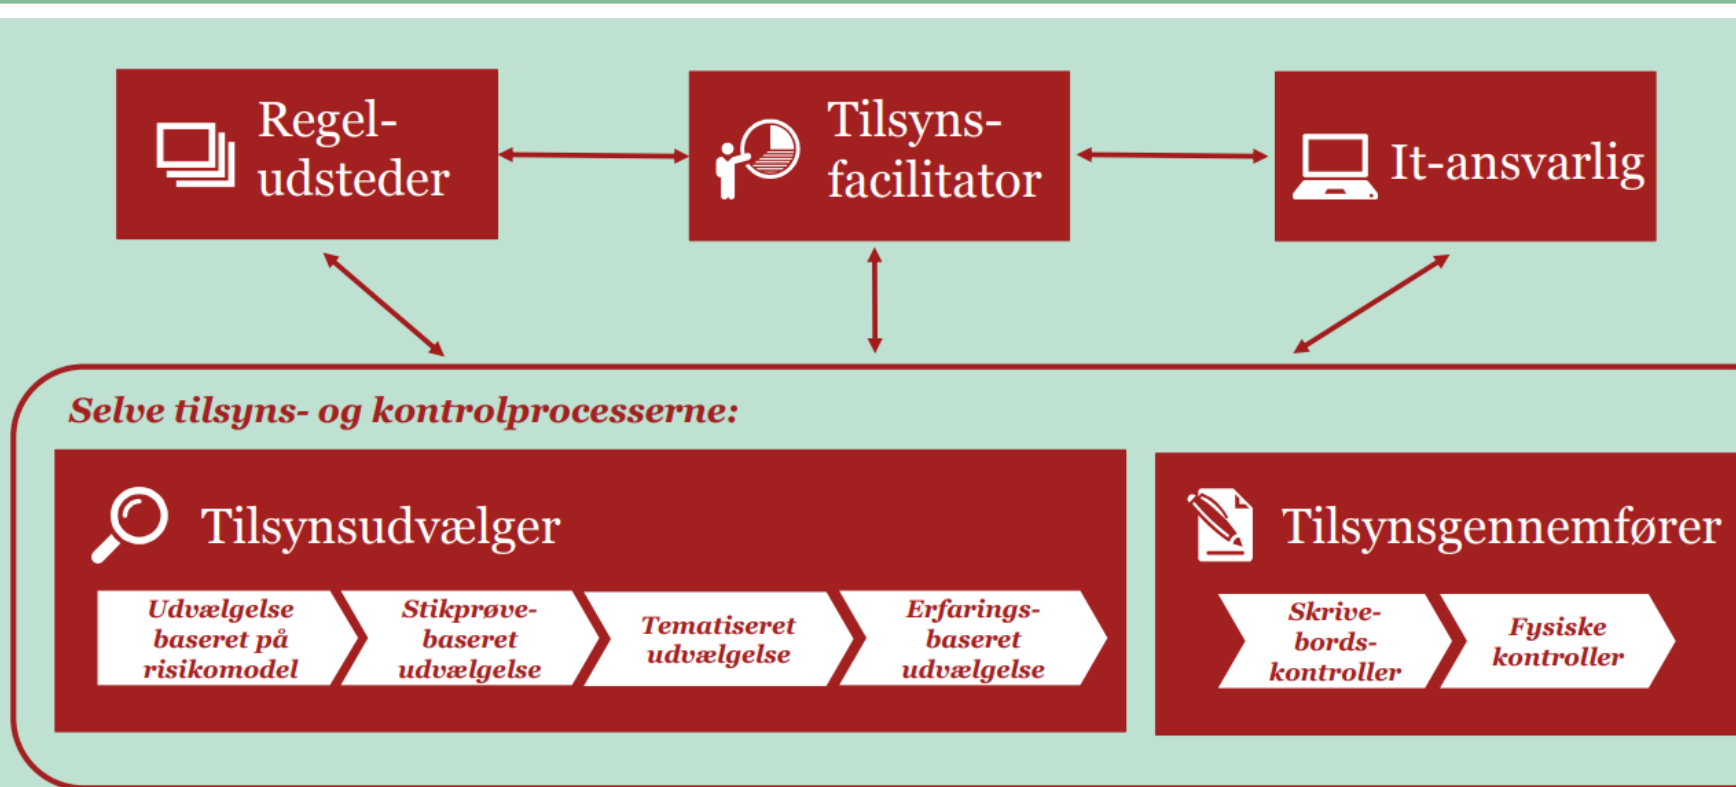 Regel-
udsteder
Tilsyns-
facilitator
It-ansvarlig
Selve tilsyns- og kontrolprocesserne:
Tilsynsudvælger
Udvælgelse
baseret på
risikomodel
Stikprøve-
baseret
udvælgelse
Tematiseret
udvælgelse
Erfarings-
baseret
udvælgelse
Tilsynsgennemfører
Skrive-
bords-
kontroller
Fysiske
kontroller